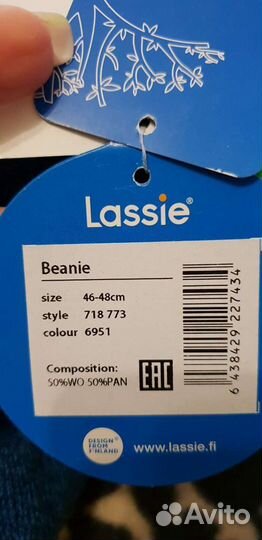 Lassie®
Beanie
size 46-48cm
style 718 773
colour 6951
Composition:
50%WO 50%PAN
EAC
6 438429 227434
DESIGN FROM FINLAND
www.lassie.fi
Avito